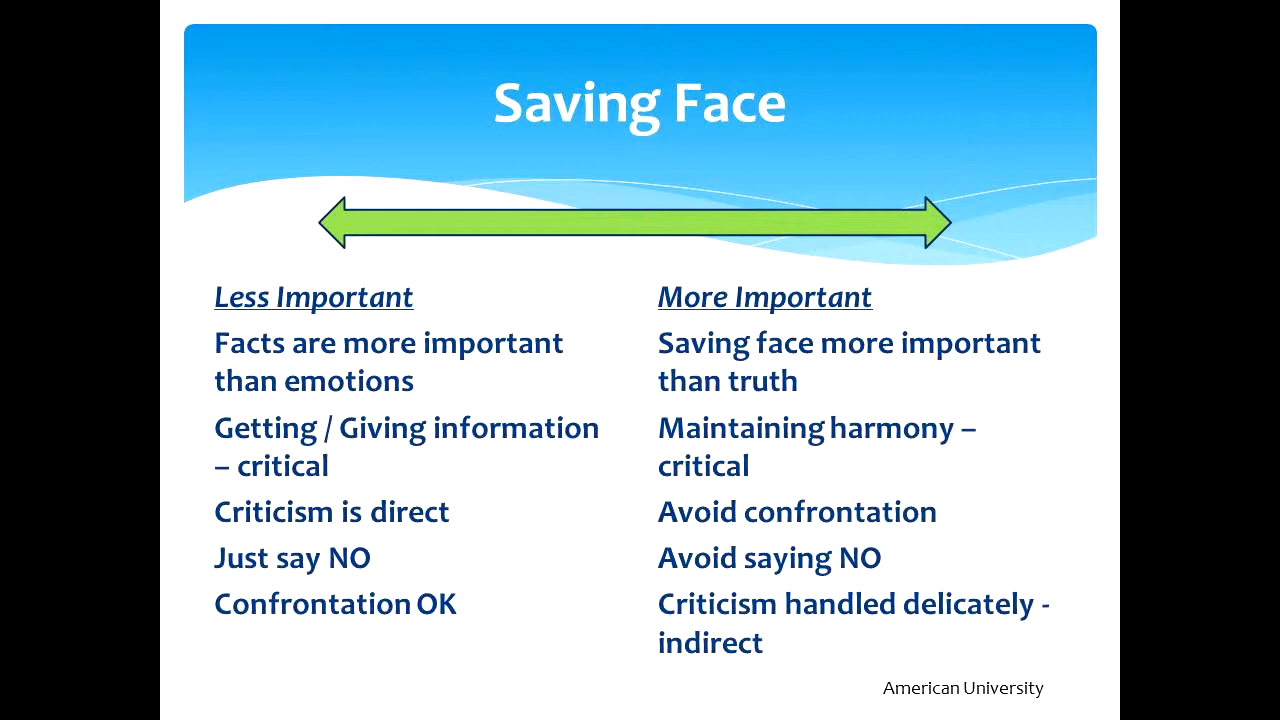 Saving Face
Less Important
Facts are more important
than emotions
Getting / Giving information
– critical
Criticism is direct
Just say NO
Confrontation OK
More Important
Saving face more important
than truth
Maintaining harmony –
critical
Avoid confrontation
Avoid saying NO
Criticism handled delicately -
indirect
American University